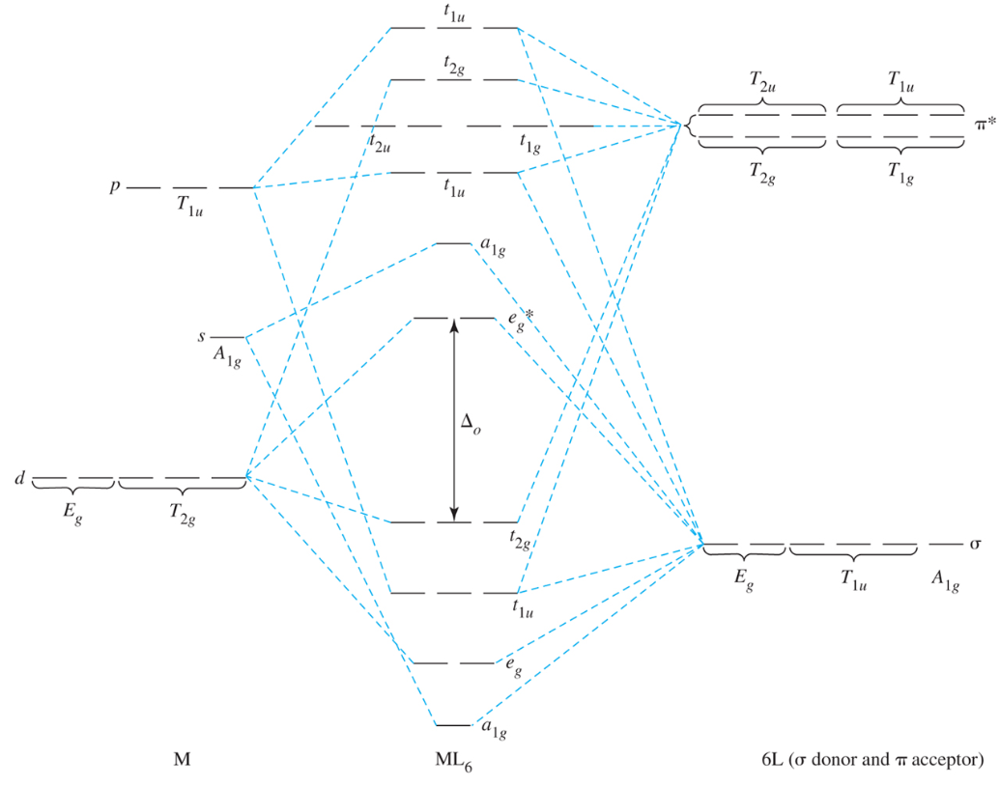 t₁ᵤ
t₂g
T₂ᵤ T₁ᵤ
π*
t₂ᵤ t₁g
T₂g T₁g
t₁ᵤ
p
T₁ᵤ
a₁g
eg*
s
A₁g
Δₒ
d
Eg T₂g
t₂g
σ
Eg T₁ᵤ A₁g
t₁ᵤ
eg
a₁g
M ML₆ 6L (σ donor and π acceptor)